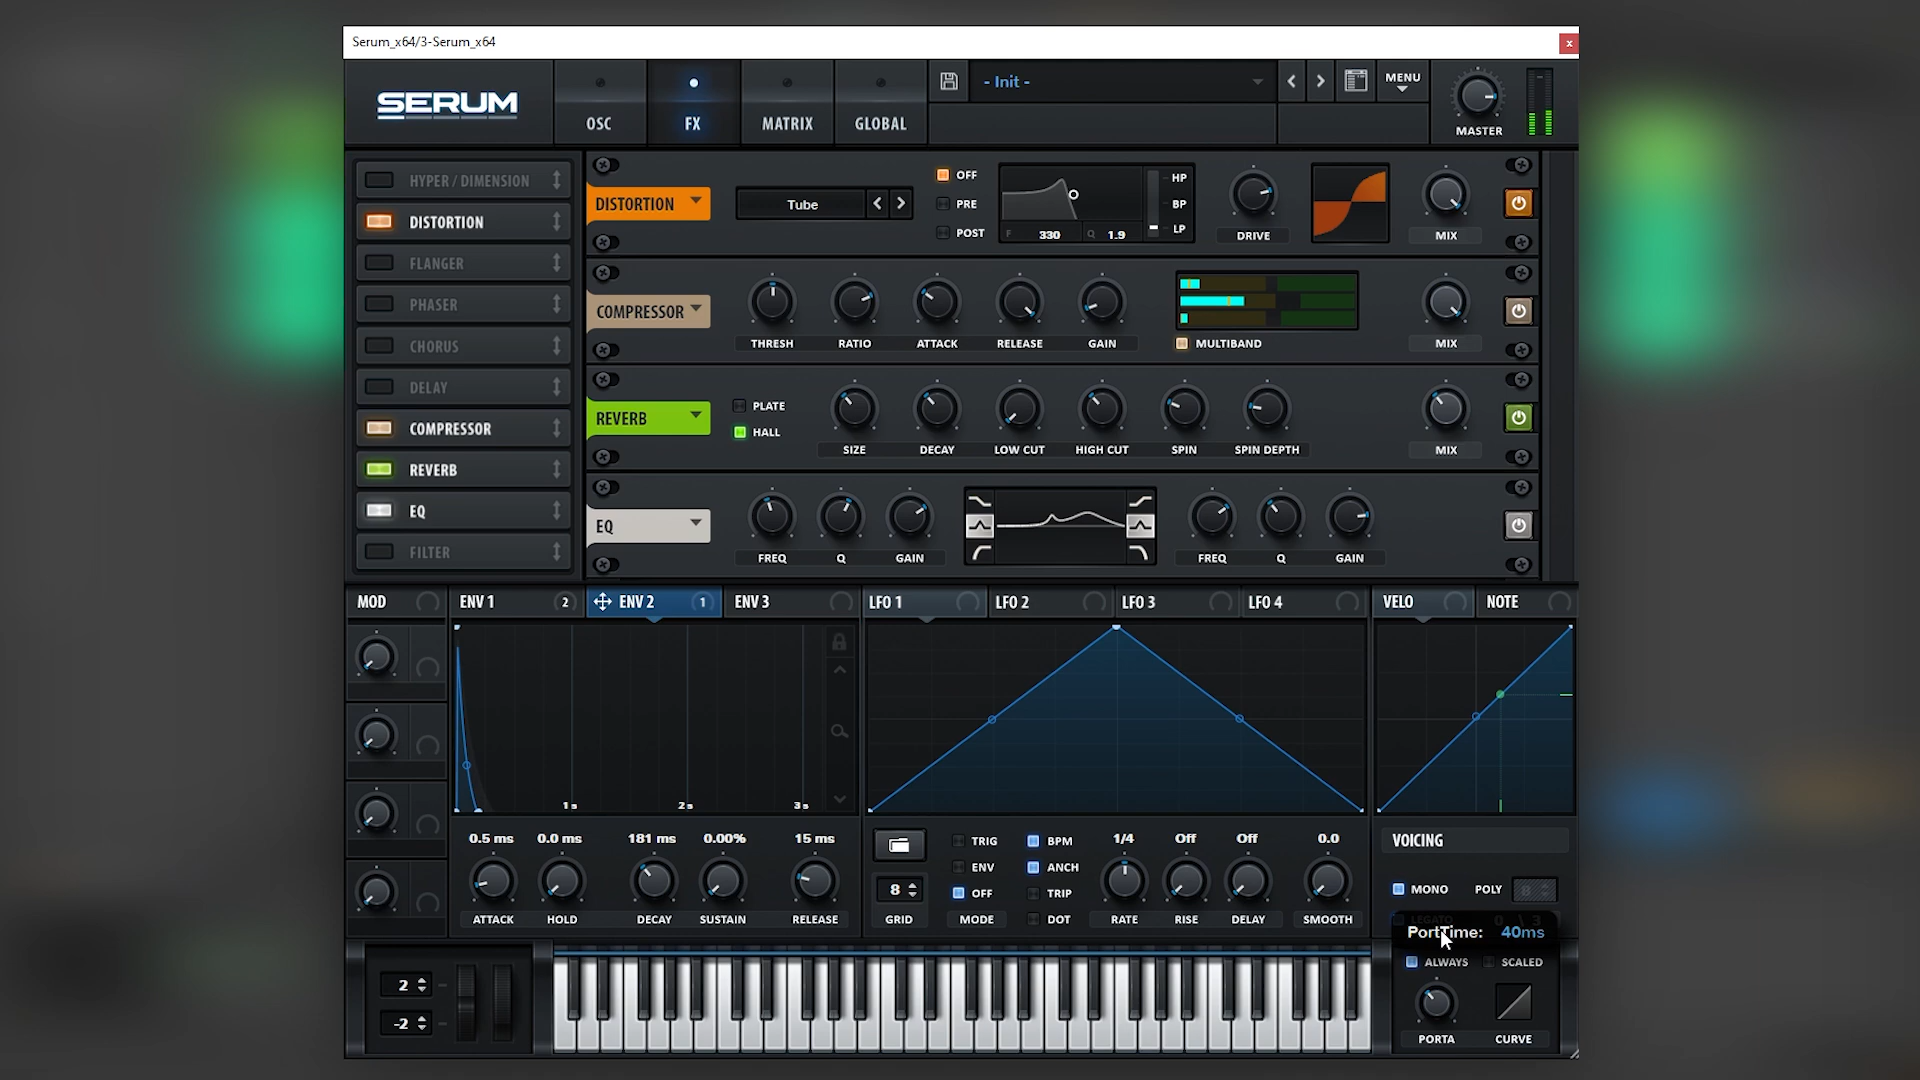 Serum_x64/3-Serum_x64
x
SERUM
OSC
FX
MATRIX
GLOBAL
- Init -
MENU
MASTER
HYPER / DIMENSION
DISTORTION
FLANGER
PHASER
CHORUS
DELAY
COMPRESSOR
REVERB
EQ
FILTER
DISTORTION
Tube
OFF
PRE
POST
F 330 Q 1.9
HP
BP
LP
DRIVE
MIX
COMPRESSOR
THRESH
RATIO
ATTACK
RELEASE
GAIN
MULTIBAND
MIX
REVERB
PLATE
HALL
SIZE
DECAY
LOW CUT
HIGH CUT
SPIN
SPIN DEPTH
MIX
EQ
FREQ
Q
GAIN
FREQ
Q
GAIN
MOD
ENV 1 2
ENV 2 1
ENV 3
LFO 1
LFO 2
LFO 3
LFO 4
VELO
NOTE
1s
2s
3s
0.5 ms
0.0 ms
181 ms
0.00%
15 ms
ATTACK
HOLD
DECAY
SUSTAIN
RELEASE
8
GRID
TRIG
ENV
OFF
MODE
BPM
ANCH
TRIP
DOT
1/4
Off
Off
0.0
RATE
RISE
DELAY
SMOOTH
VOICING
MONO
POLY 8
LEGATO 0 / 3
PortTime: 40ms
ALWAYS
SCALED
PORTA
CURVE
2
-2